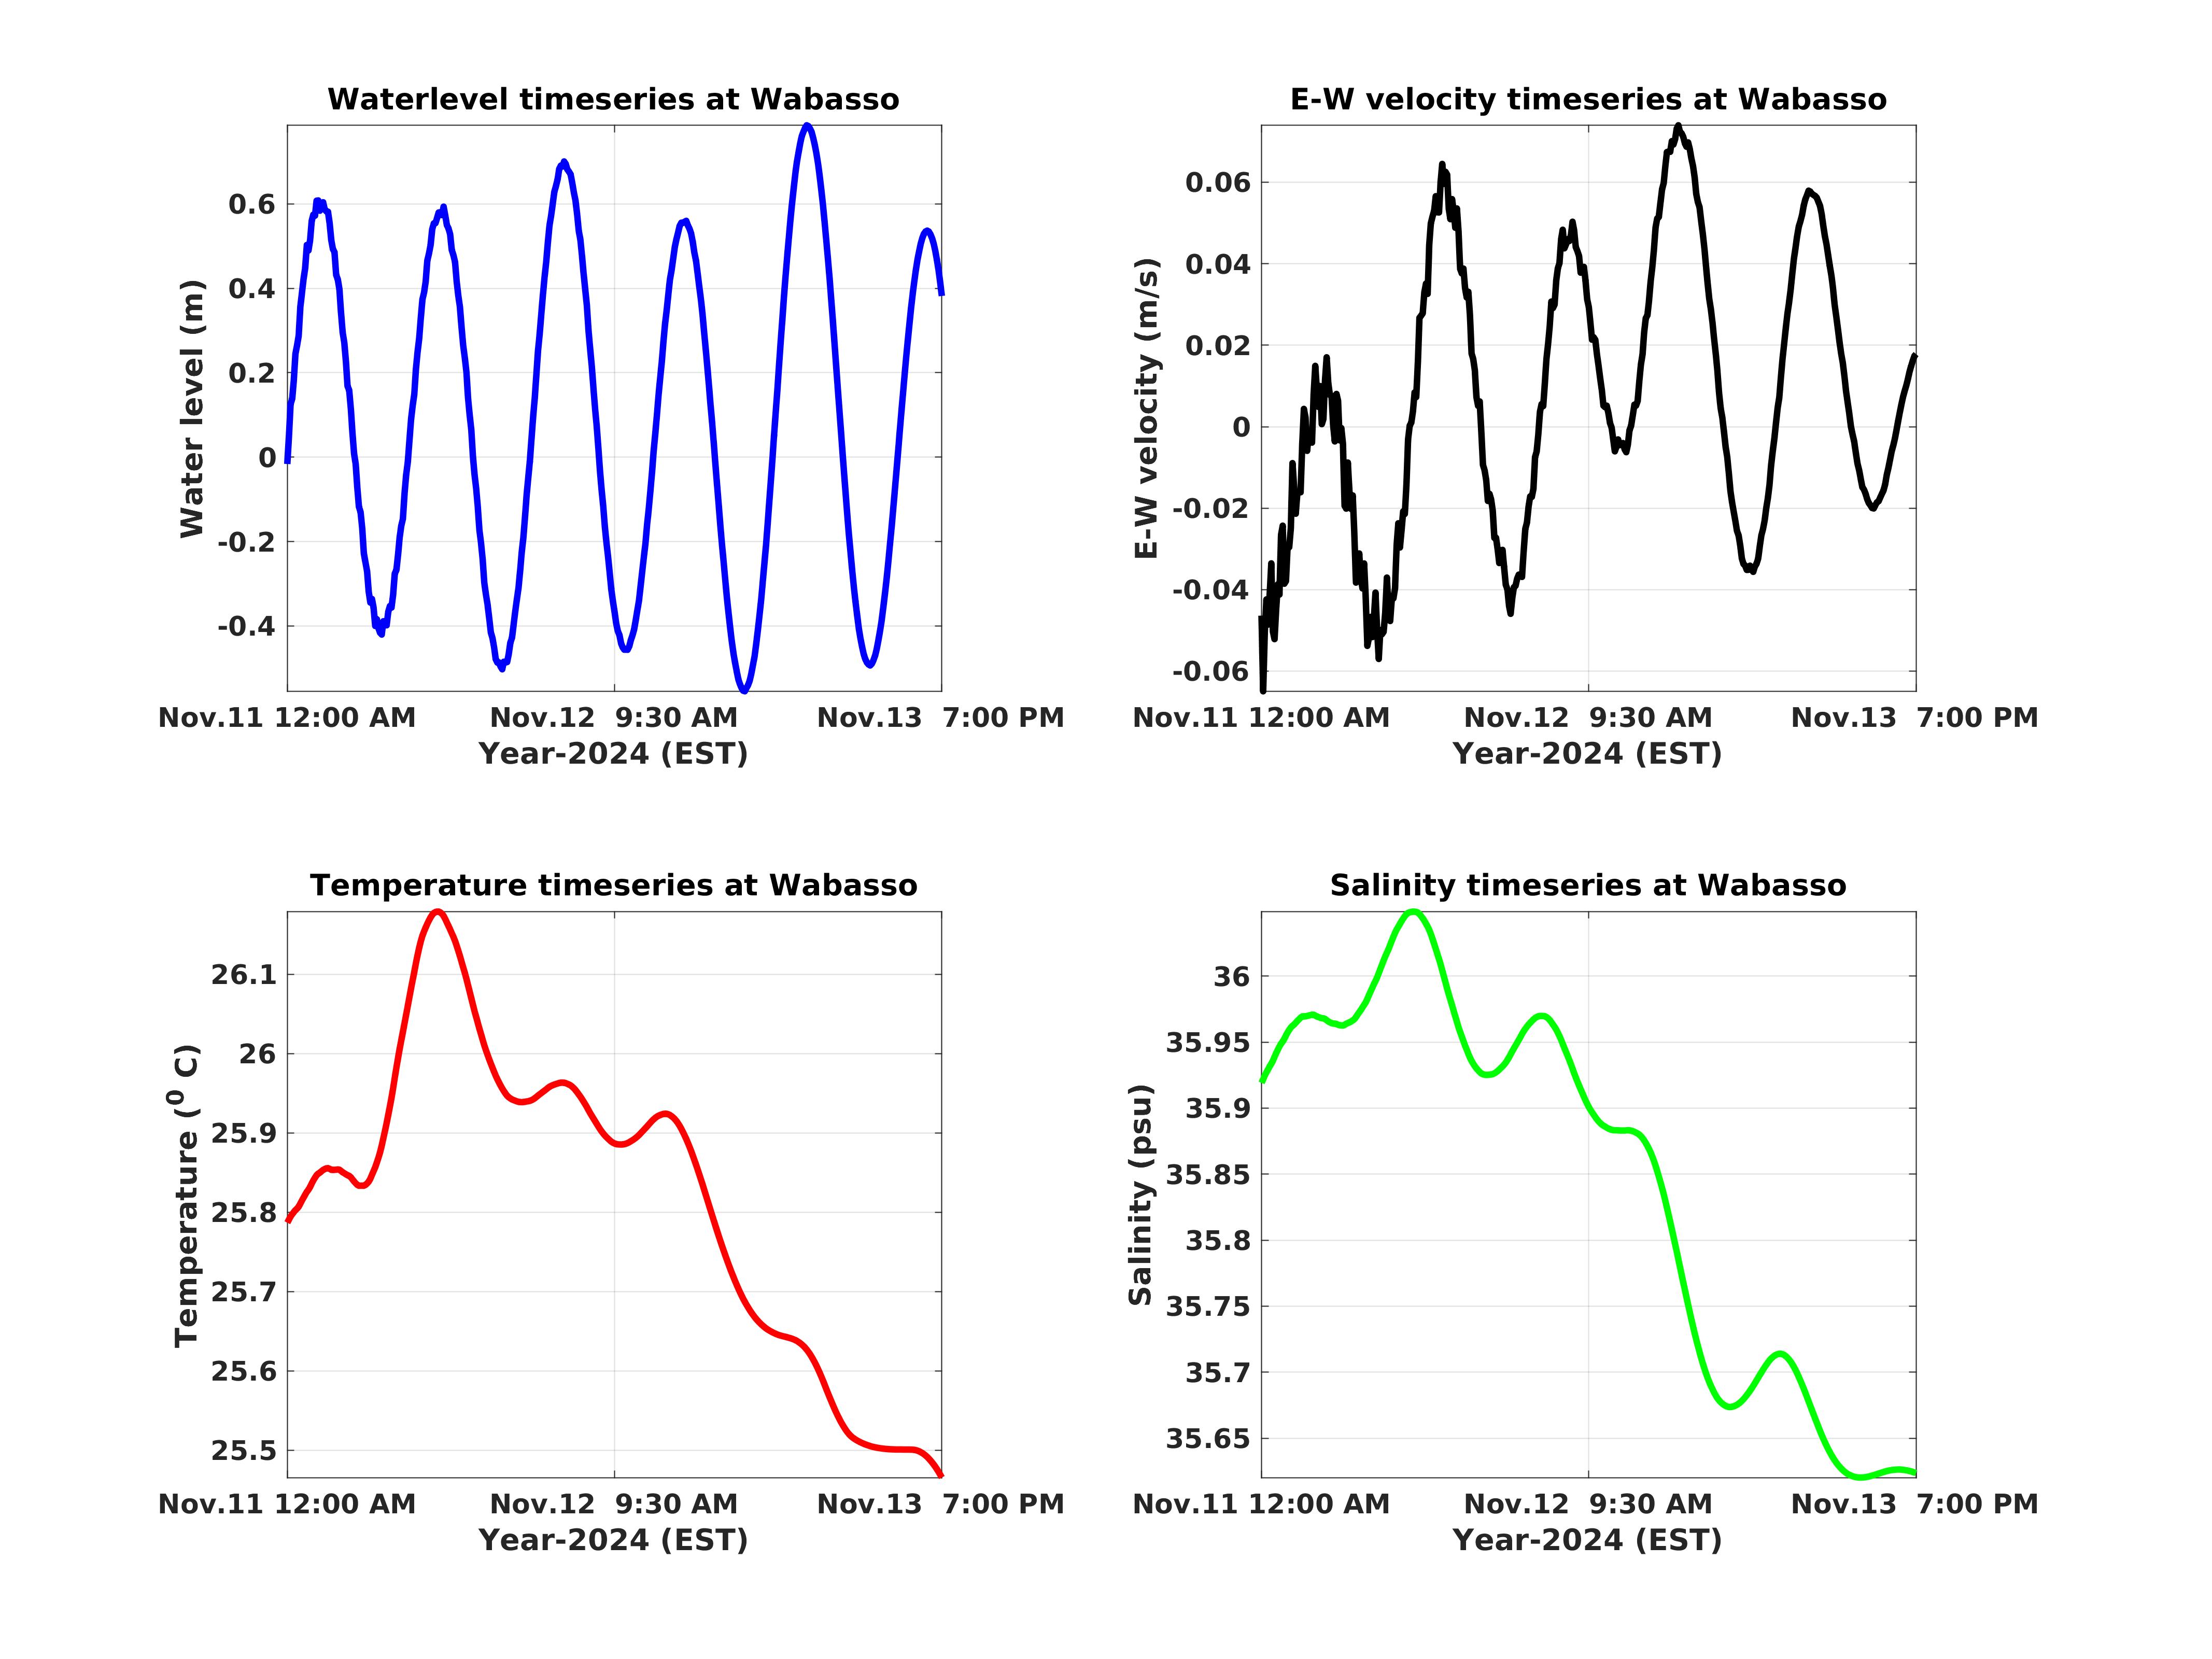 Waterlevel timeseries at Wabasso
0.6
0.4
0.2
0
-0.2
-0.4
Water level (m)
Nov.11 12:00 AM
Nov.12  9:30 AM
Nov.13  7:00 PM
Year-2024 (EST)
E-W velocity timeseries at Wabasso
0.06
0.04
0.02
0
-0.02
-0.04
-0.06
E-W velocity (m/s)
Nov.11 12:00 AM
Nov.12  9:30 AM
Nov.13  7:00 PM
Year-2024 (EST)
Temperature timeseries at Wabasso
26.1
26
25.9
25.8
25.7
25.6
25.5
Temperature (⁰ C)
Nov.11 12:00 AM
Nov.12  9:30 AM
Nov.13  7:00 PM
Year-2024 (EST)
Salinity timeseries at Wabasso
36
35.95
35.9
35.85
35.8
35.75
35.7
35.65
Salinity (psu)
Nov.11 12:00 AM
Nov.12  9:30 AM
Nov.13  7:00 PM
Year-2024 (EST)